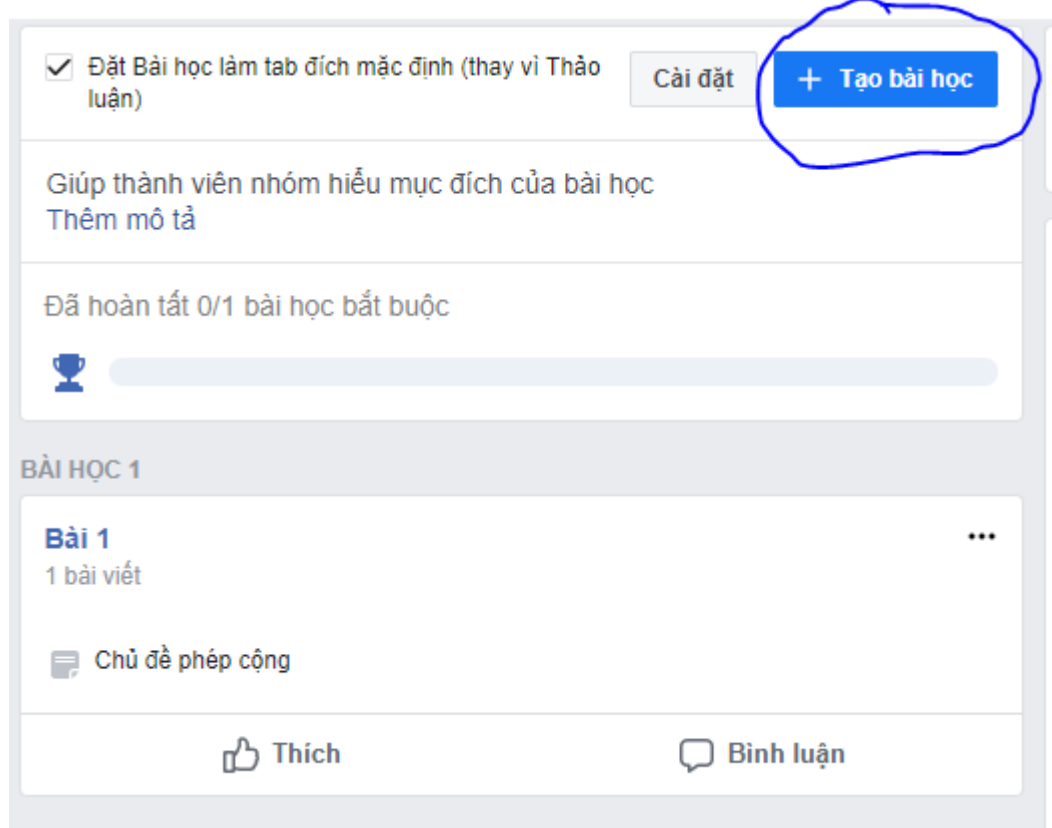 Đặt Bài học làm tab đích mặc định (thay vì Thảo
luận)
Cài đặt
+ Tạo bài học
Giúp thành viên nhóm hiểu mục đích của bài học
Thêm mô tả
Đã hoàn tất 0/1 bài học bắt buộc
BÀI HỌC 1
Bài 1
1 bài viết
Chủ đề phép cộng
Thích
Bình luận